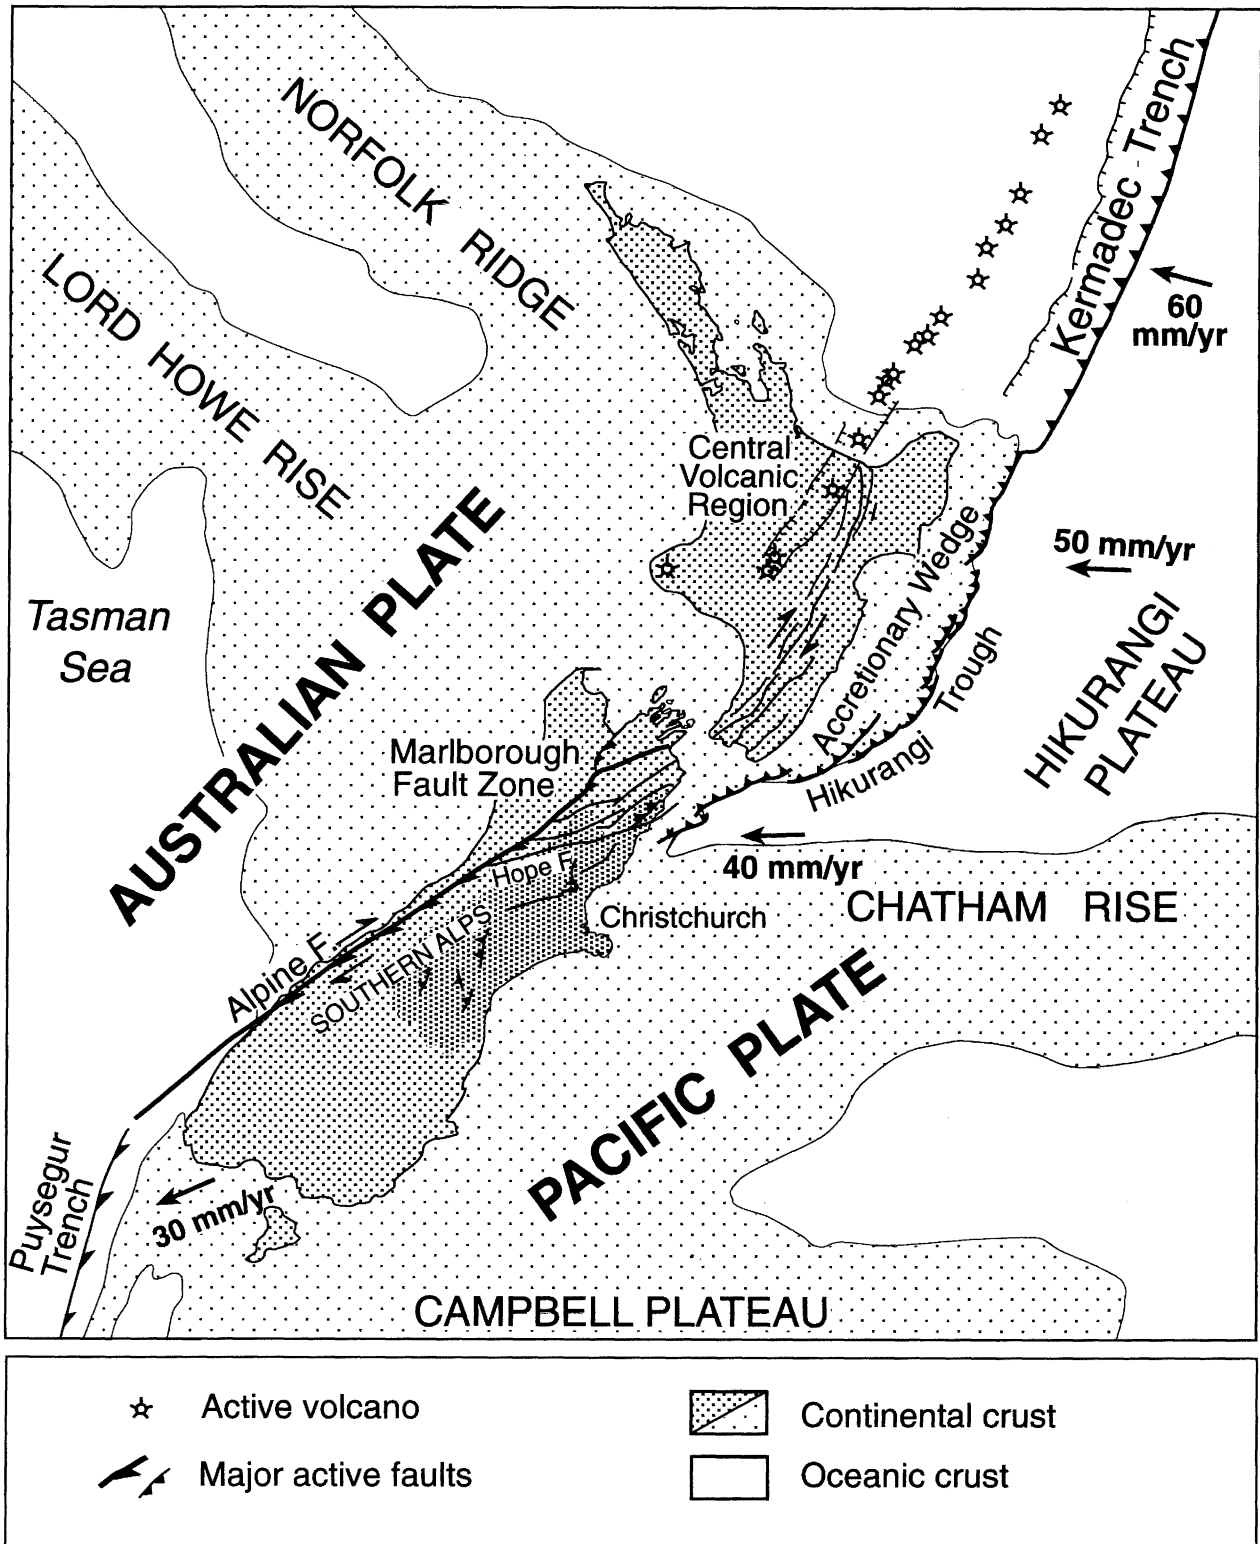 NORFOLK RIDGE
LORD HOWE RISE
Kermadec Trench
60
mm/yr
Central
Volcanic
Region
50 mm/yr
Tasman
Sea
AUSTRALIAN PLATE
Accretionary Wedge
HIKURANGI
PLATEAU
Hikurangi Trough
Marlborough
Fault Zone
40 mm/yr
Hope F.
CHATHAM RISE
Christchurch
Alpine F.
SOUTHERN ALPS
PACIFIC PLATE
Puysegur
Trench
30 mm/yr
CAMPBELL PLATEAU
Active volcano
Continental crust
Major active faults
Oceanic crust